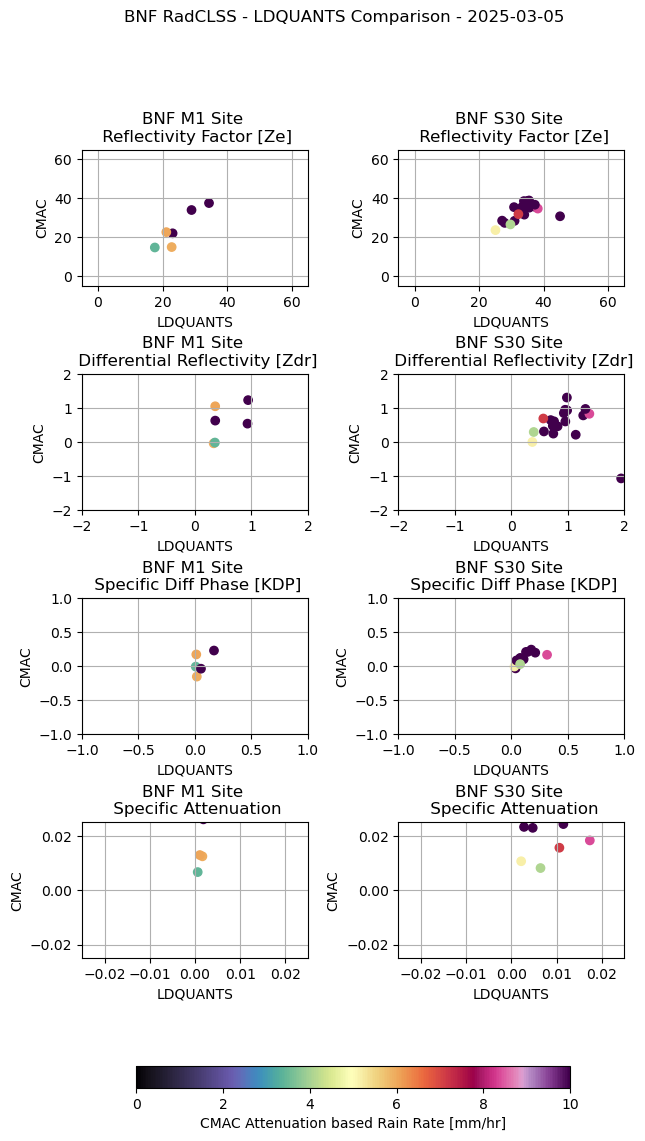 BNF RadCLSS - LDQUANTS Comparison - 2025-03-05
BNF M1 Site
Reflectivity Factor [Ze]
60
40
20
0
CMAC
0 20 40 60
LDQUANTS
BNF S30 Site
Reflectivity Factor [Ze]
60
40
20
0
CMAC
0 20 40 60
LDQUANTS
BNF M1 Site
Differential Reflectivity [Zdr]
2
1
0
−1
−2
CMAC
−2 −1 0 1 2
LDQUANTS
BNF S30 Site
Differential Reflectivity [Zdr]
2
1
0
−1
−2
CMAC
−2 −1 0 1 2
LDQUANTS
BNF M1 Site
Specific Diff Phase [KDP]
1.0
0.5
0.0
−0.5
−1.0
CMAC
−1.0 −0.5 0.0 0.5 1.0
LDQUANTS
BNF S30 Site
Specific Diff Phase [KDP]
1.0
0.5
0.0
−0.5
−1.0
CMAC
−1.0 −0.5 0.0 0.5 1.0
LDQUANTS
BNF M1 Site
Specific Attenuation
0.02
0.00
−0.02
CMAC
−0.02 −0.01 0.00 0.01 0.02
LDQUANTS
BNF S30 Site
Specific Attenuation
0.02
0.00
−0.02
CMAC
−0.02 −0.01 0.00 0.01 0.02
LDQUANTS
0 2 4 6 8 10
CMAC Attenuation based Rain Rate [mm/hr]